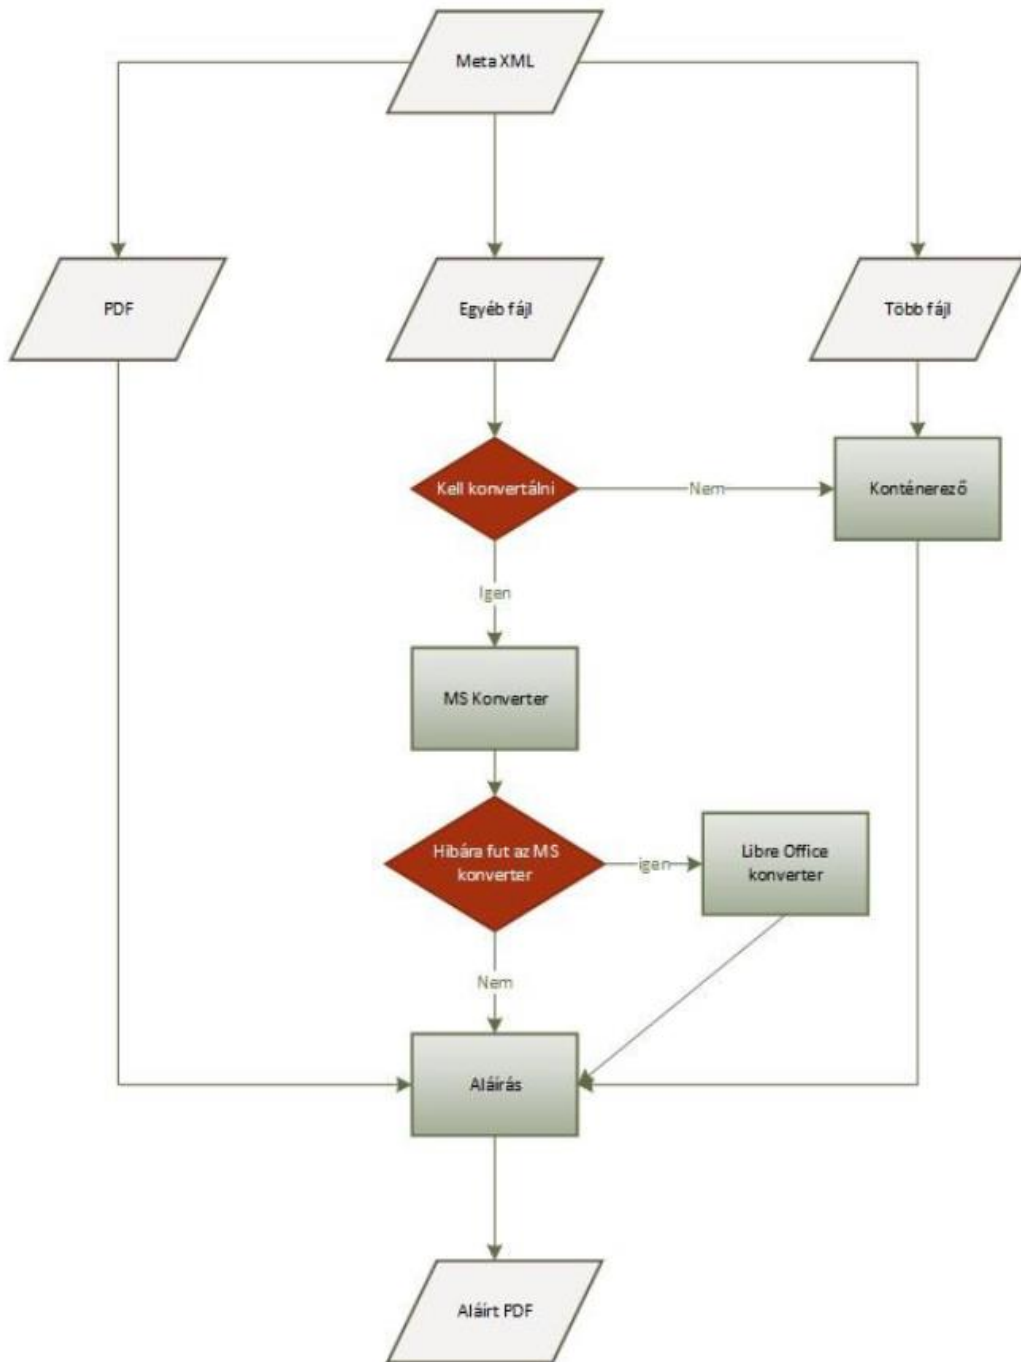 Meta XML
PDF
Egyéb fájl
Több fájl
Kell konvertálni
Nem
Konténerező
Igen
MS Konverter
Hibára fut az MS
konverter
igen
Libre Office
konverter
Nem
Aláírás
Aláírt PDF